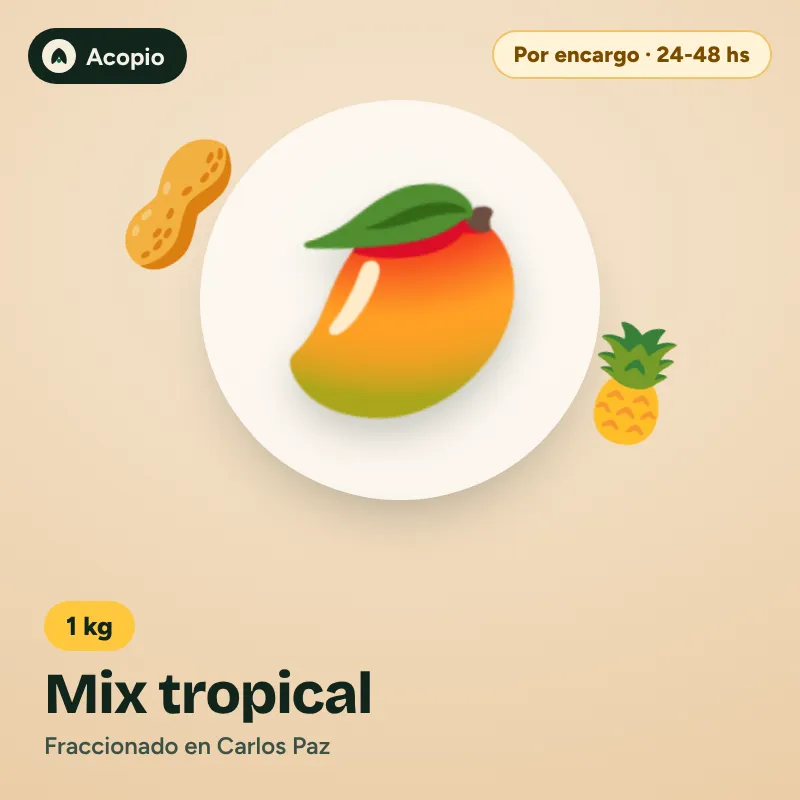 Acopio
Por encargo · 24-48 hs
1 kg
Mix tropical
Fraccionado en Carlos Paz